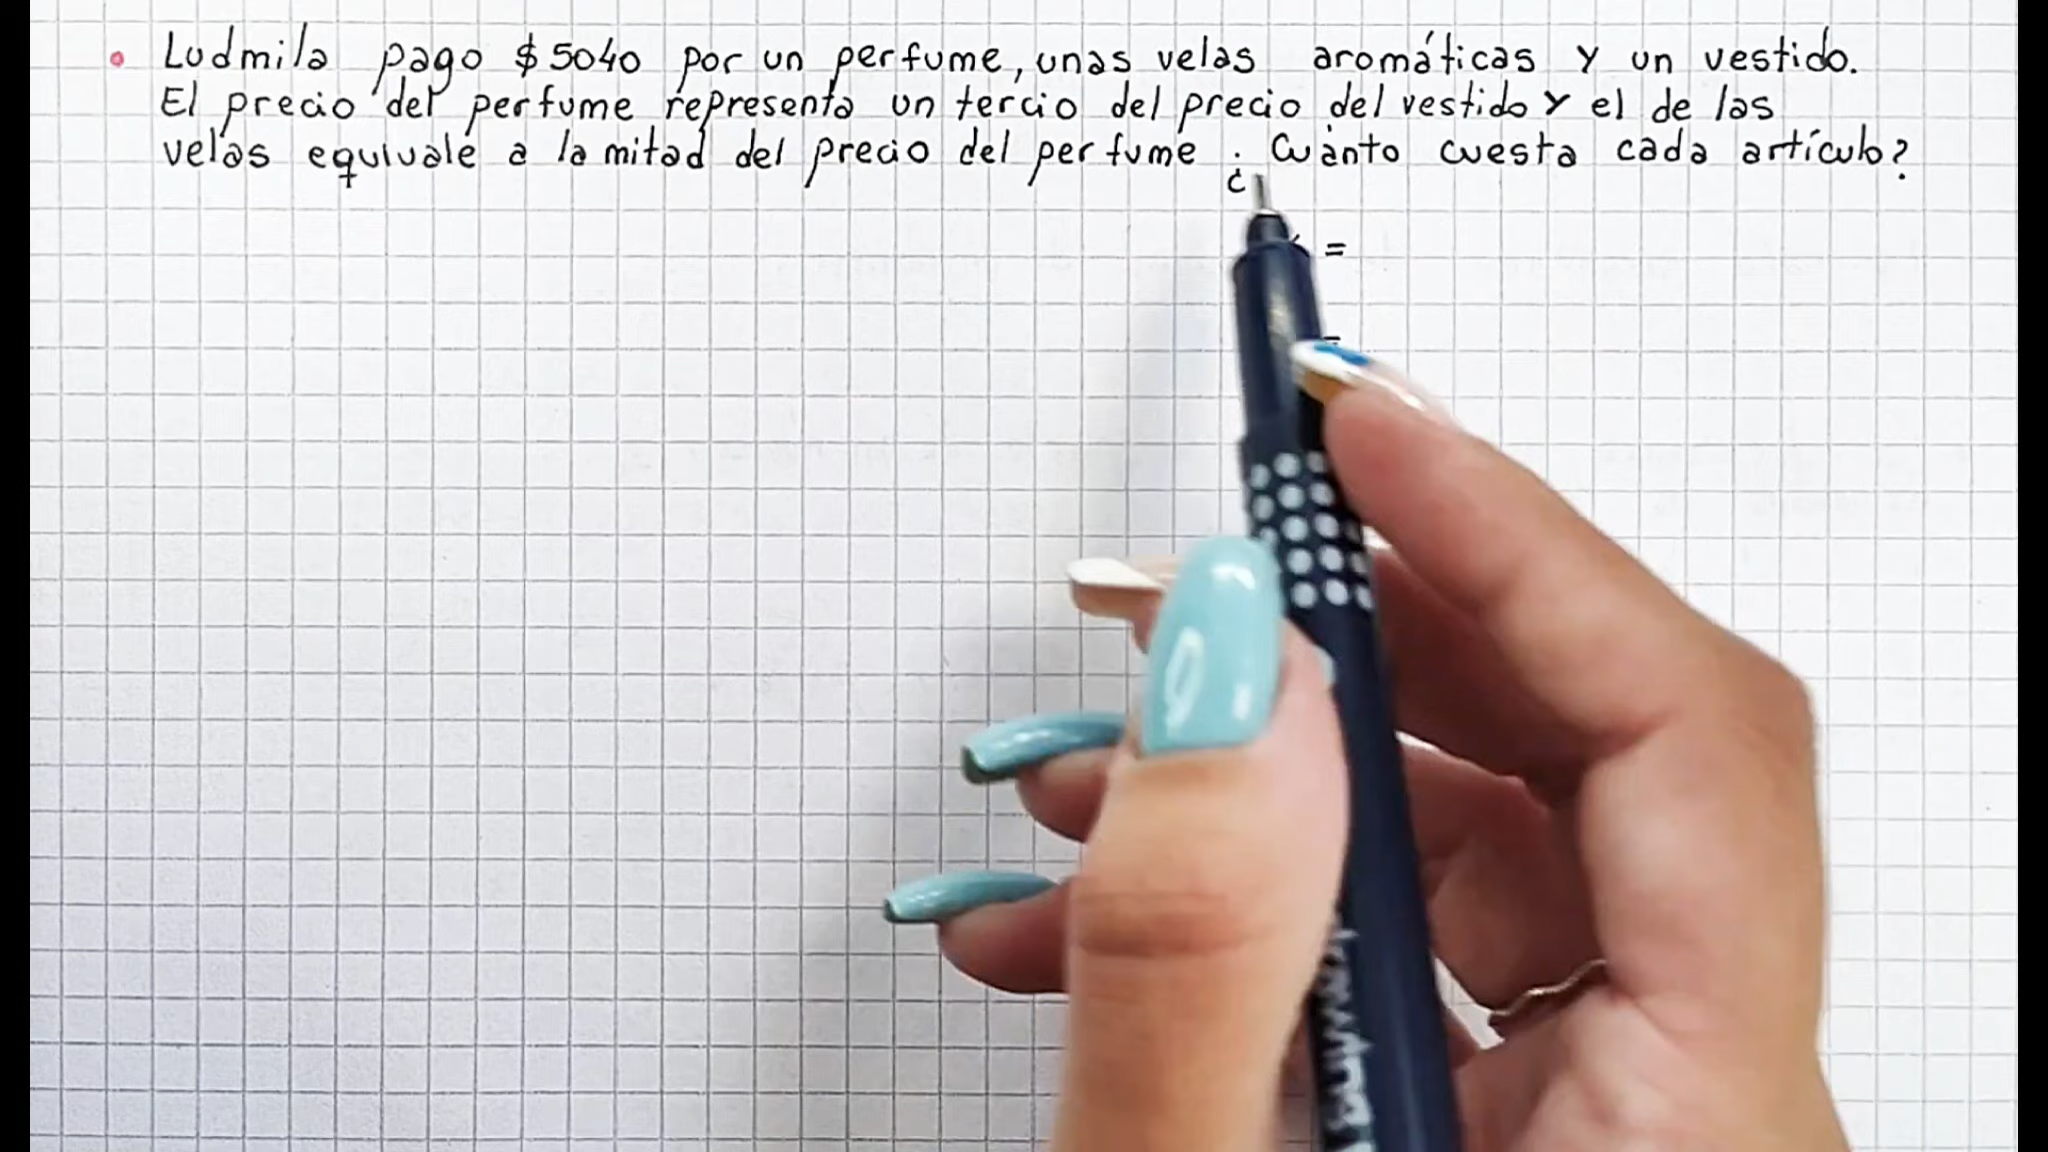 • Ludmila pago $5040 por un perfume, unas velas aromáticas y un vestido.
El precio del perfume representa un tercio del precio del vestido y el de las
velas equivale a la mitad del precio del perfume. ¿Cuànto cuesta cada artículo?
=
=